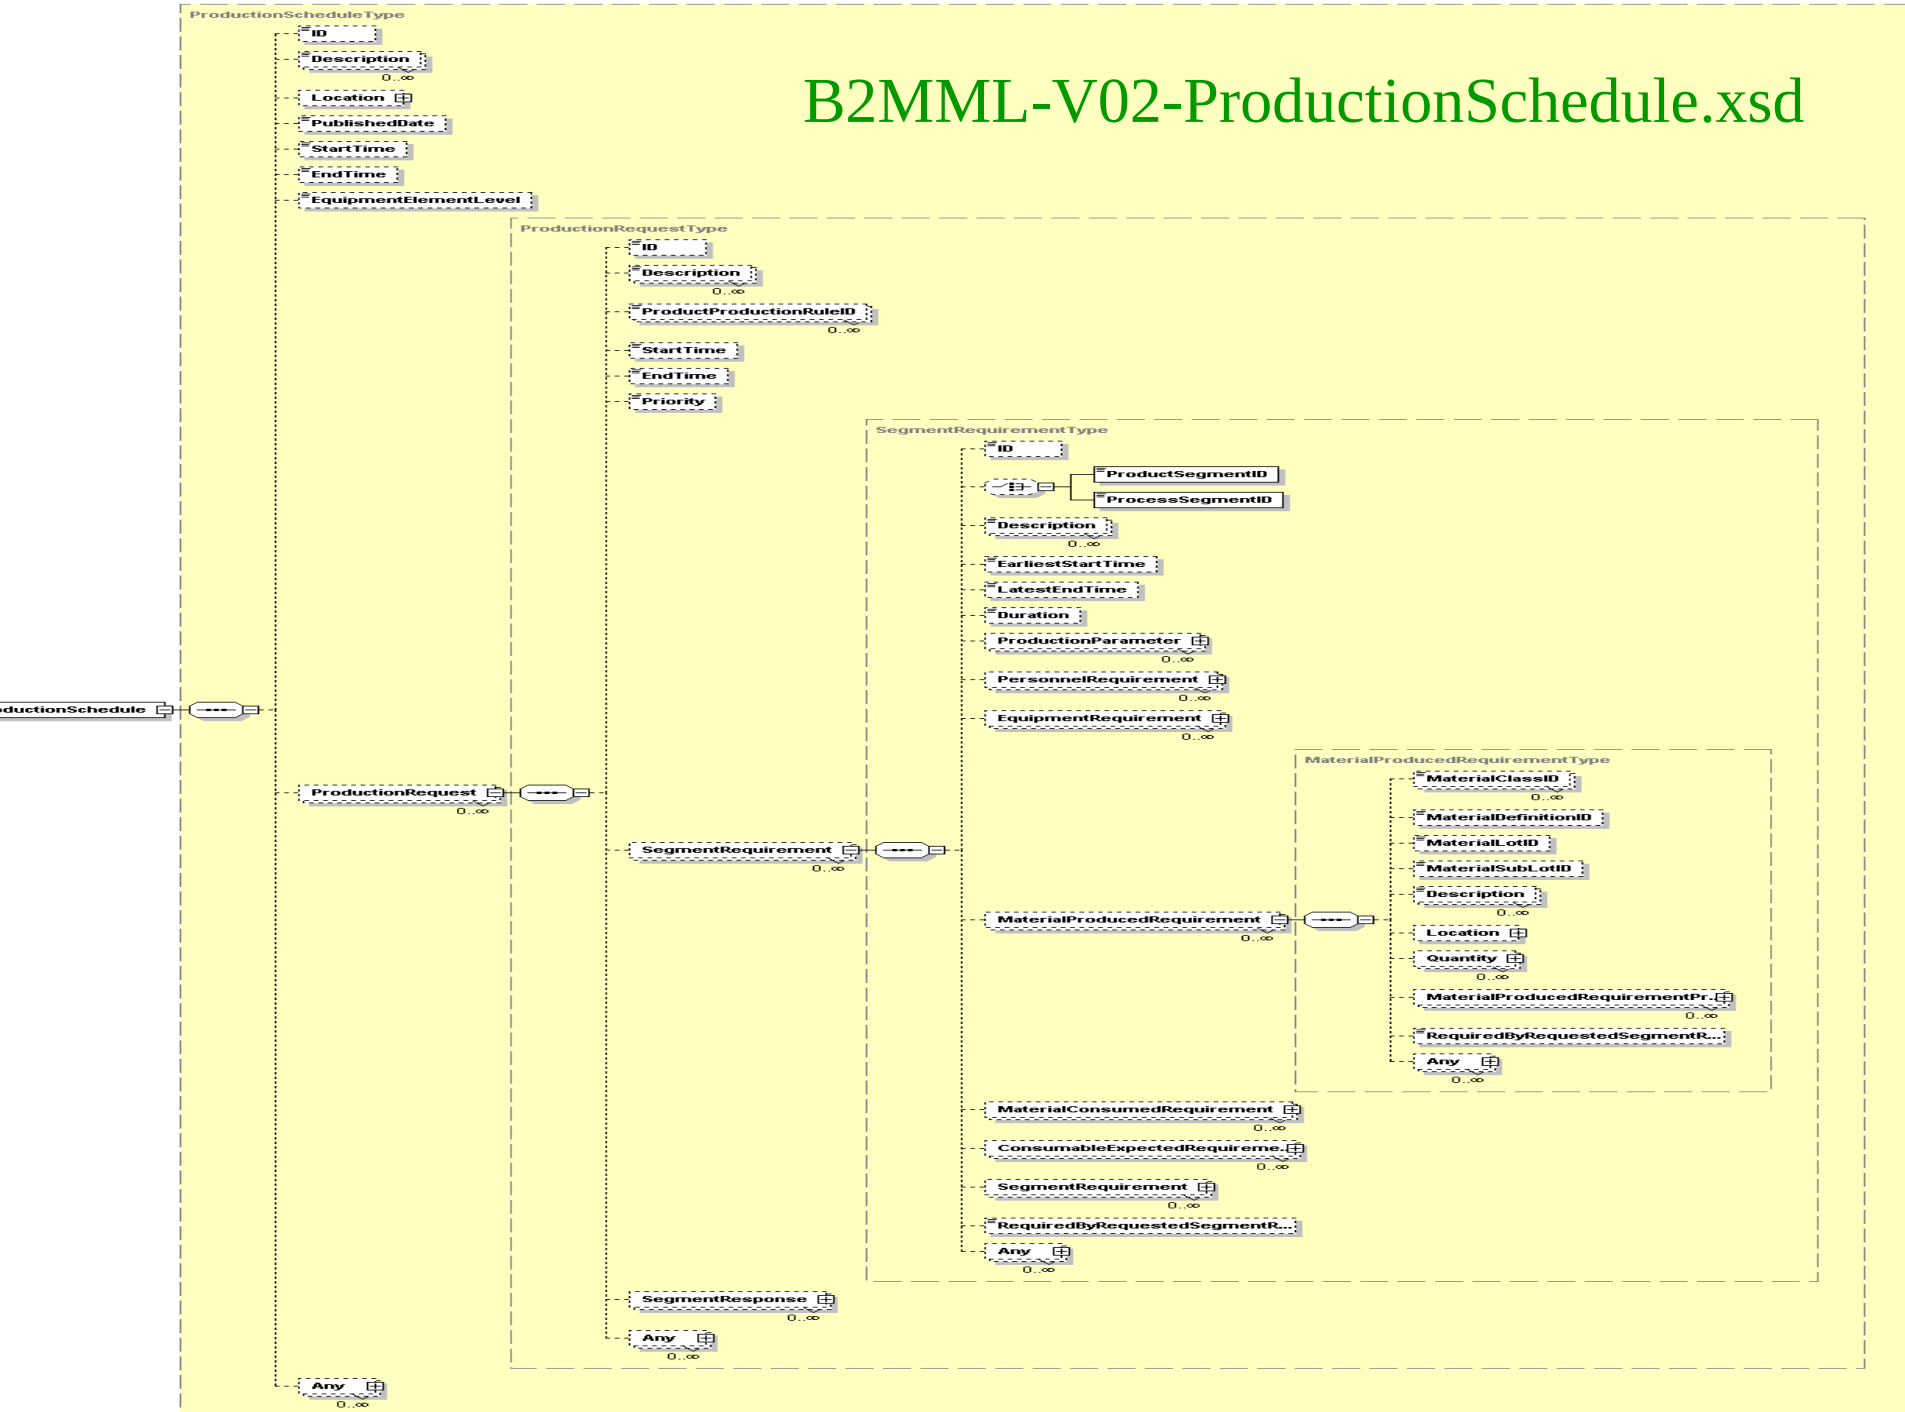 ProductionScheduleType
ID
Description
0..∞
Location
B2MML-V02-ProductionSchedule.xsd
PublishedDate
StartTime
EndTime
EquipmentElementLevel
ProductionRequestType
ID
Description
0..∞
ProductProductionRuleID
0..∞
StartTime
EndTime
Priority
SegmentRequirementType
ID
ProductSegmentID
ProcessSegmentID
Description
0..∞
EarliestStartTime
LatestEndTime
Duration
ProductionParameter
0..∞
PersonnelRequirement
0..∞
oductionSchedule
EquipmentRequirement
0..∞
MaterialProducedRequirementType
MaterialClassID
0..∞
ProductionRequest
0..∞
MaterialDefinitionID
MaterialLotID
SegmentRequirement
0..∞
MaterialSubLotID
Description
0..∞
MaterialProducedRequirement
0..∞
Location
Quantity
0..∞
MaterialProducedRequirementPr..
0..∞
RequiredByRequestedSegmentR...
Any
0..∞
MaterialConsumedRequirement
0..∞
ConsumableExpectedRequireme..
0..∞
SegmentRequirement
0..∞
RequiredByRequestedSegmentR...
Any
0..∞
SegmentResponse
0..∞
Any
0..∞
Any
0..∞